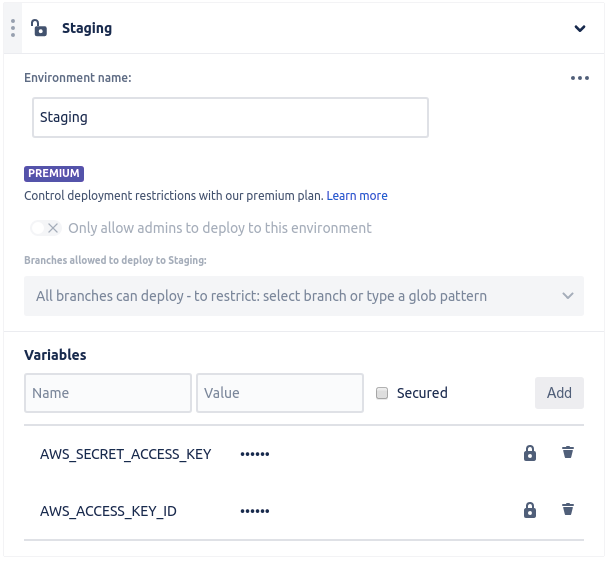 Staging
Environment name:
Staging
PREMIUM
Control deployment restrictions with our premium plan. Learn more
Only allow admins to deploy to this environment
Branches allowed to deploy to Staging:
All branches can deploy - to restrict: select branch or type a glob pattern
Variables
Name Value Secured Add
AWS_SECRET_ACCESS_KEY ••••••
AWS_ACCESS_KEY_ID ••••••